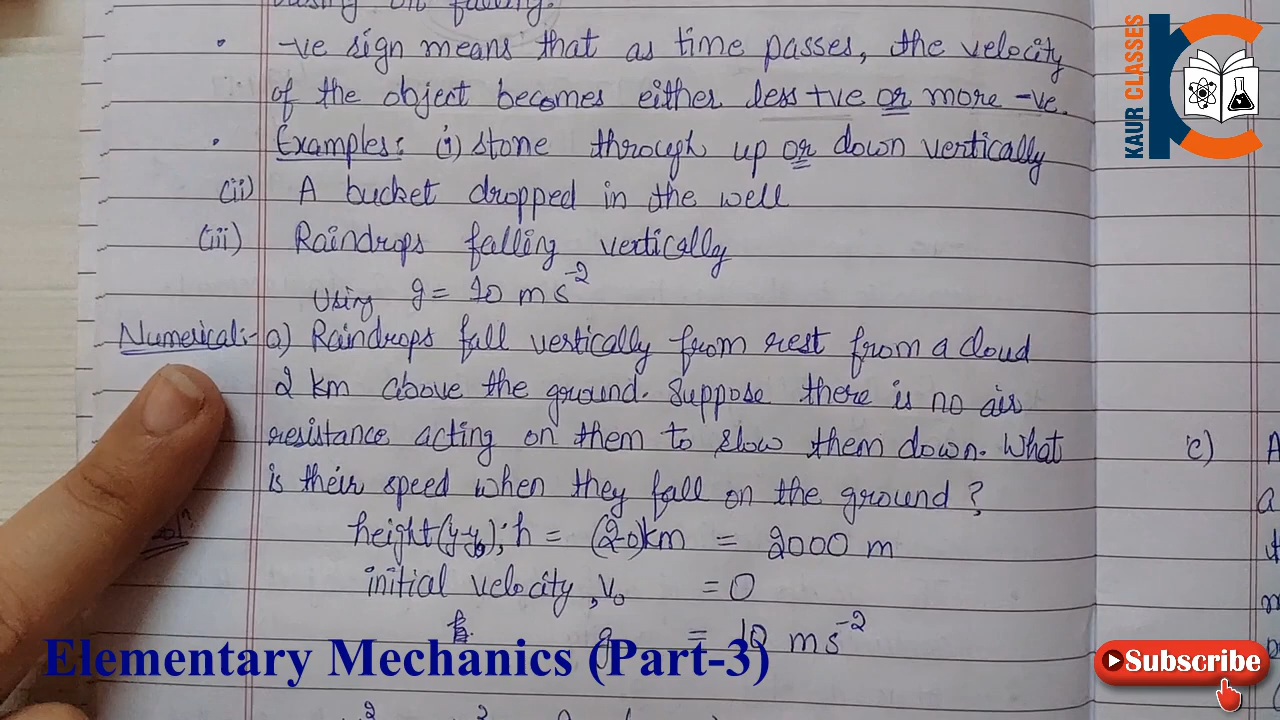 on falling.
• -ve sign means that as time passes, the velocity
of the object becomes either less +ve or more -ve.
• Examples: (i) stone through up or down vertically
(ii) A bucket dropped in the well
(iii) Raindrops falling vertically
Using g = 10 m s⁻²
Numerical:- a) Raindrops fall vertically from rest from a cloud
2 km above the ground. Suppose there is no air
resistance acting on them to slow them down. What
is their speed when they fall on the ground?
height (y-y₀); h = (2-0)km = 2000 m
initial velocity, v₀ = 0
g = 10 m s⁻²
c) A
a
KAUR CLASSES
Elementary Mechanics (Part-3)
Subscribe